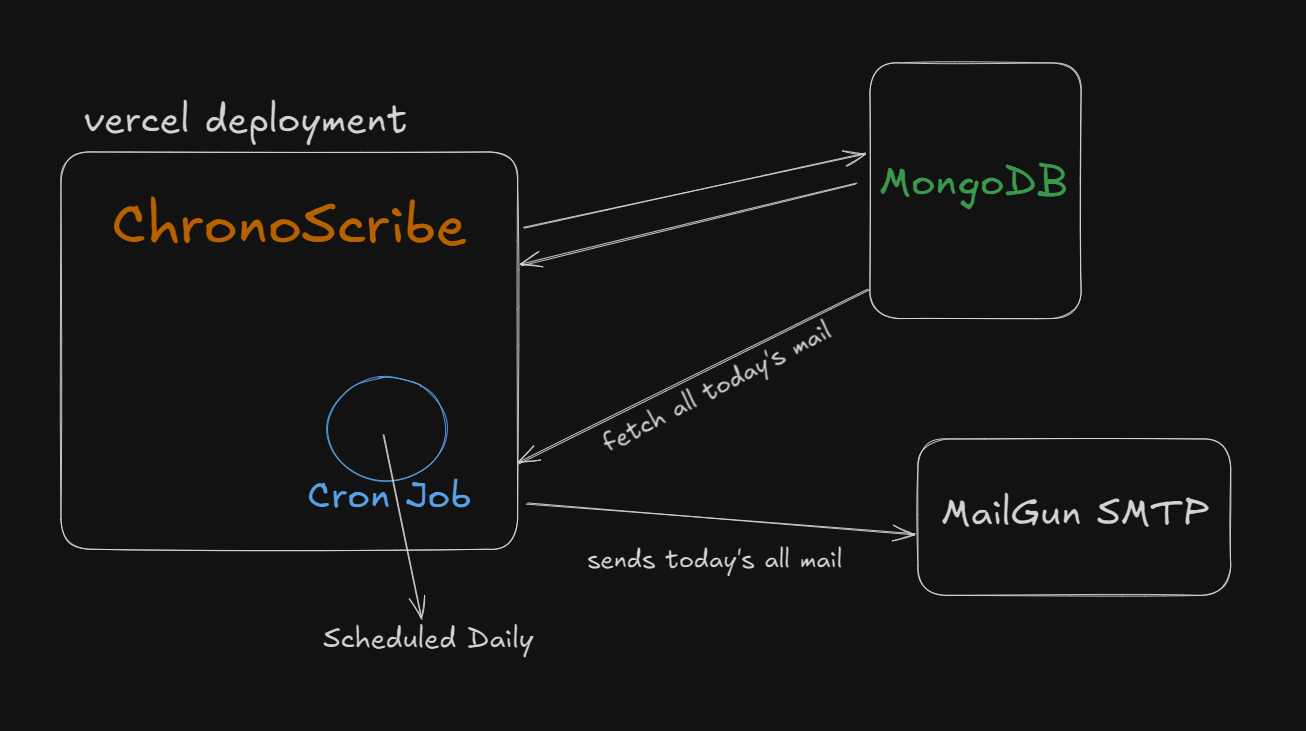 vercel deployment
ChronoScribe
MongoDB
fetch all today's mail
Cron Job
MailGun SMTP
sends today's all mail
Scheduled Daily